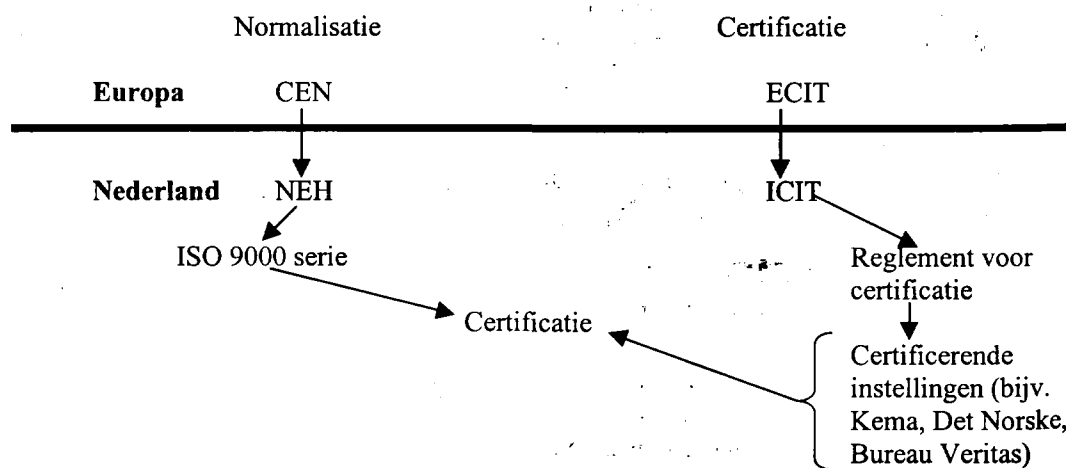 Normalisatie Certificatie
Europa CEN ECIT
Nederland NEH ICIT
ISO 9000 serie
Reglement voor
certificatie
Certificatie
Certificerende
instellingen (bijv.
Kema, Det Norske,
Bureau Veritas)